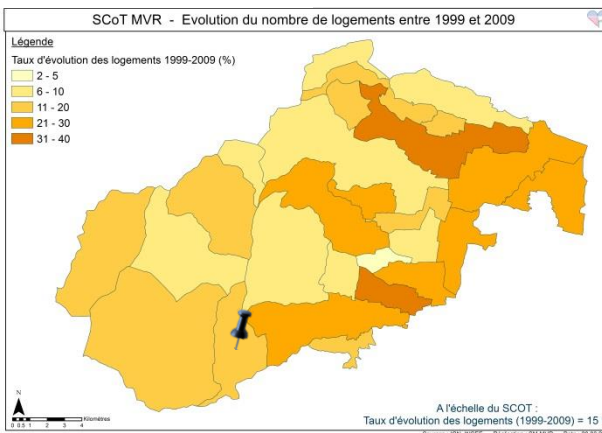 SCoT MVR - Evolution du nombre de logements entre 1999 et 2009
Légende
Taux d'évolution des logements 1999-2009 (%)
2 - 5
6 - 10
11 - 20
21 - 30
31 - 40
N
0 0.5 1 2 3 4 Kilomètres
A l'échelle du SCOT :
Taux d'évolution des logements (1999-2009) = 15